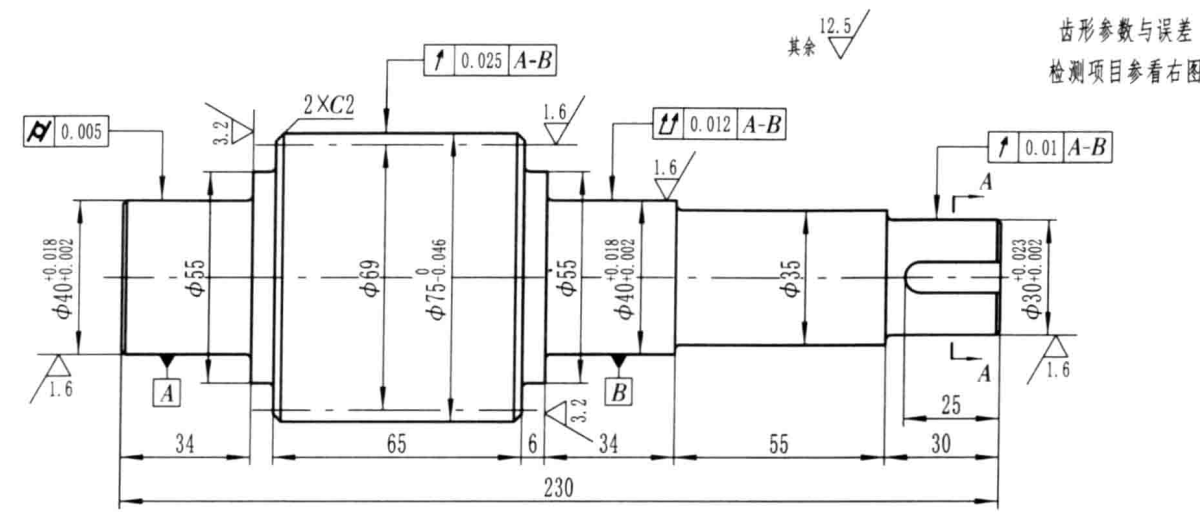 其余 12.5
齿形参数与误差
检测项目参看右图
0.025 A-B
2×C2
3.2
1.6
0.005
0.012 A-B
1.6
0.01 A-B
A
ϕ40+0.018+0.002
ϕ55
ϕ69
ϕ75 0 -0.046
ϕ55
ϕ40+0.018+0.002
ϕ35
ϕ30+0.023+0.002
1.6
A
B
3.2
A
1.6
25
34
65
6
34
55
30
230